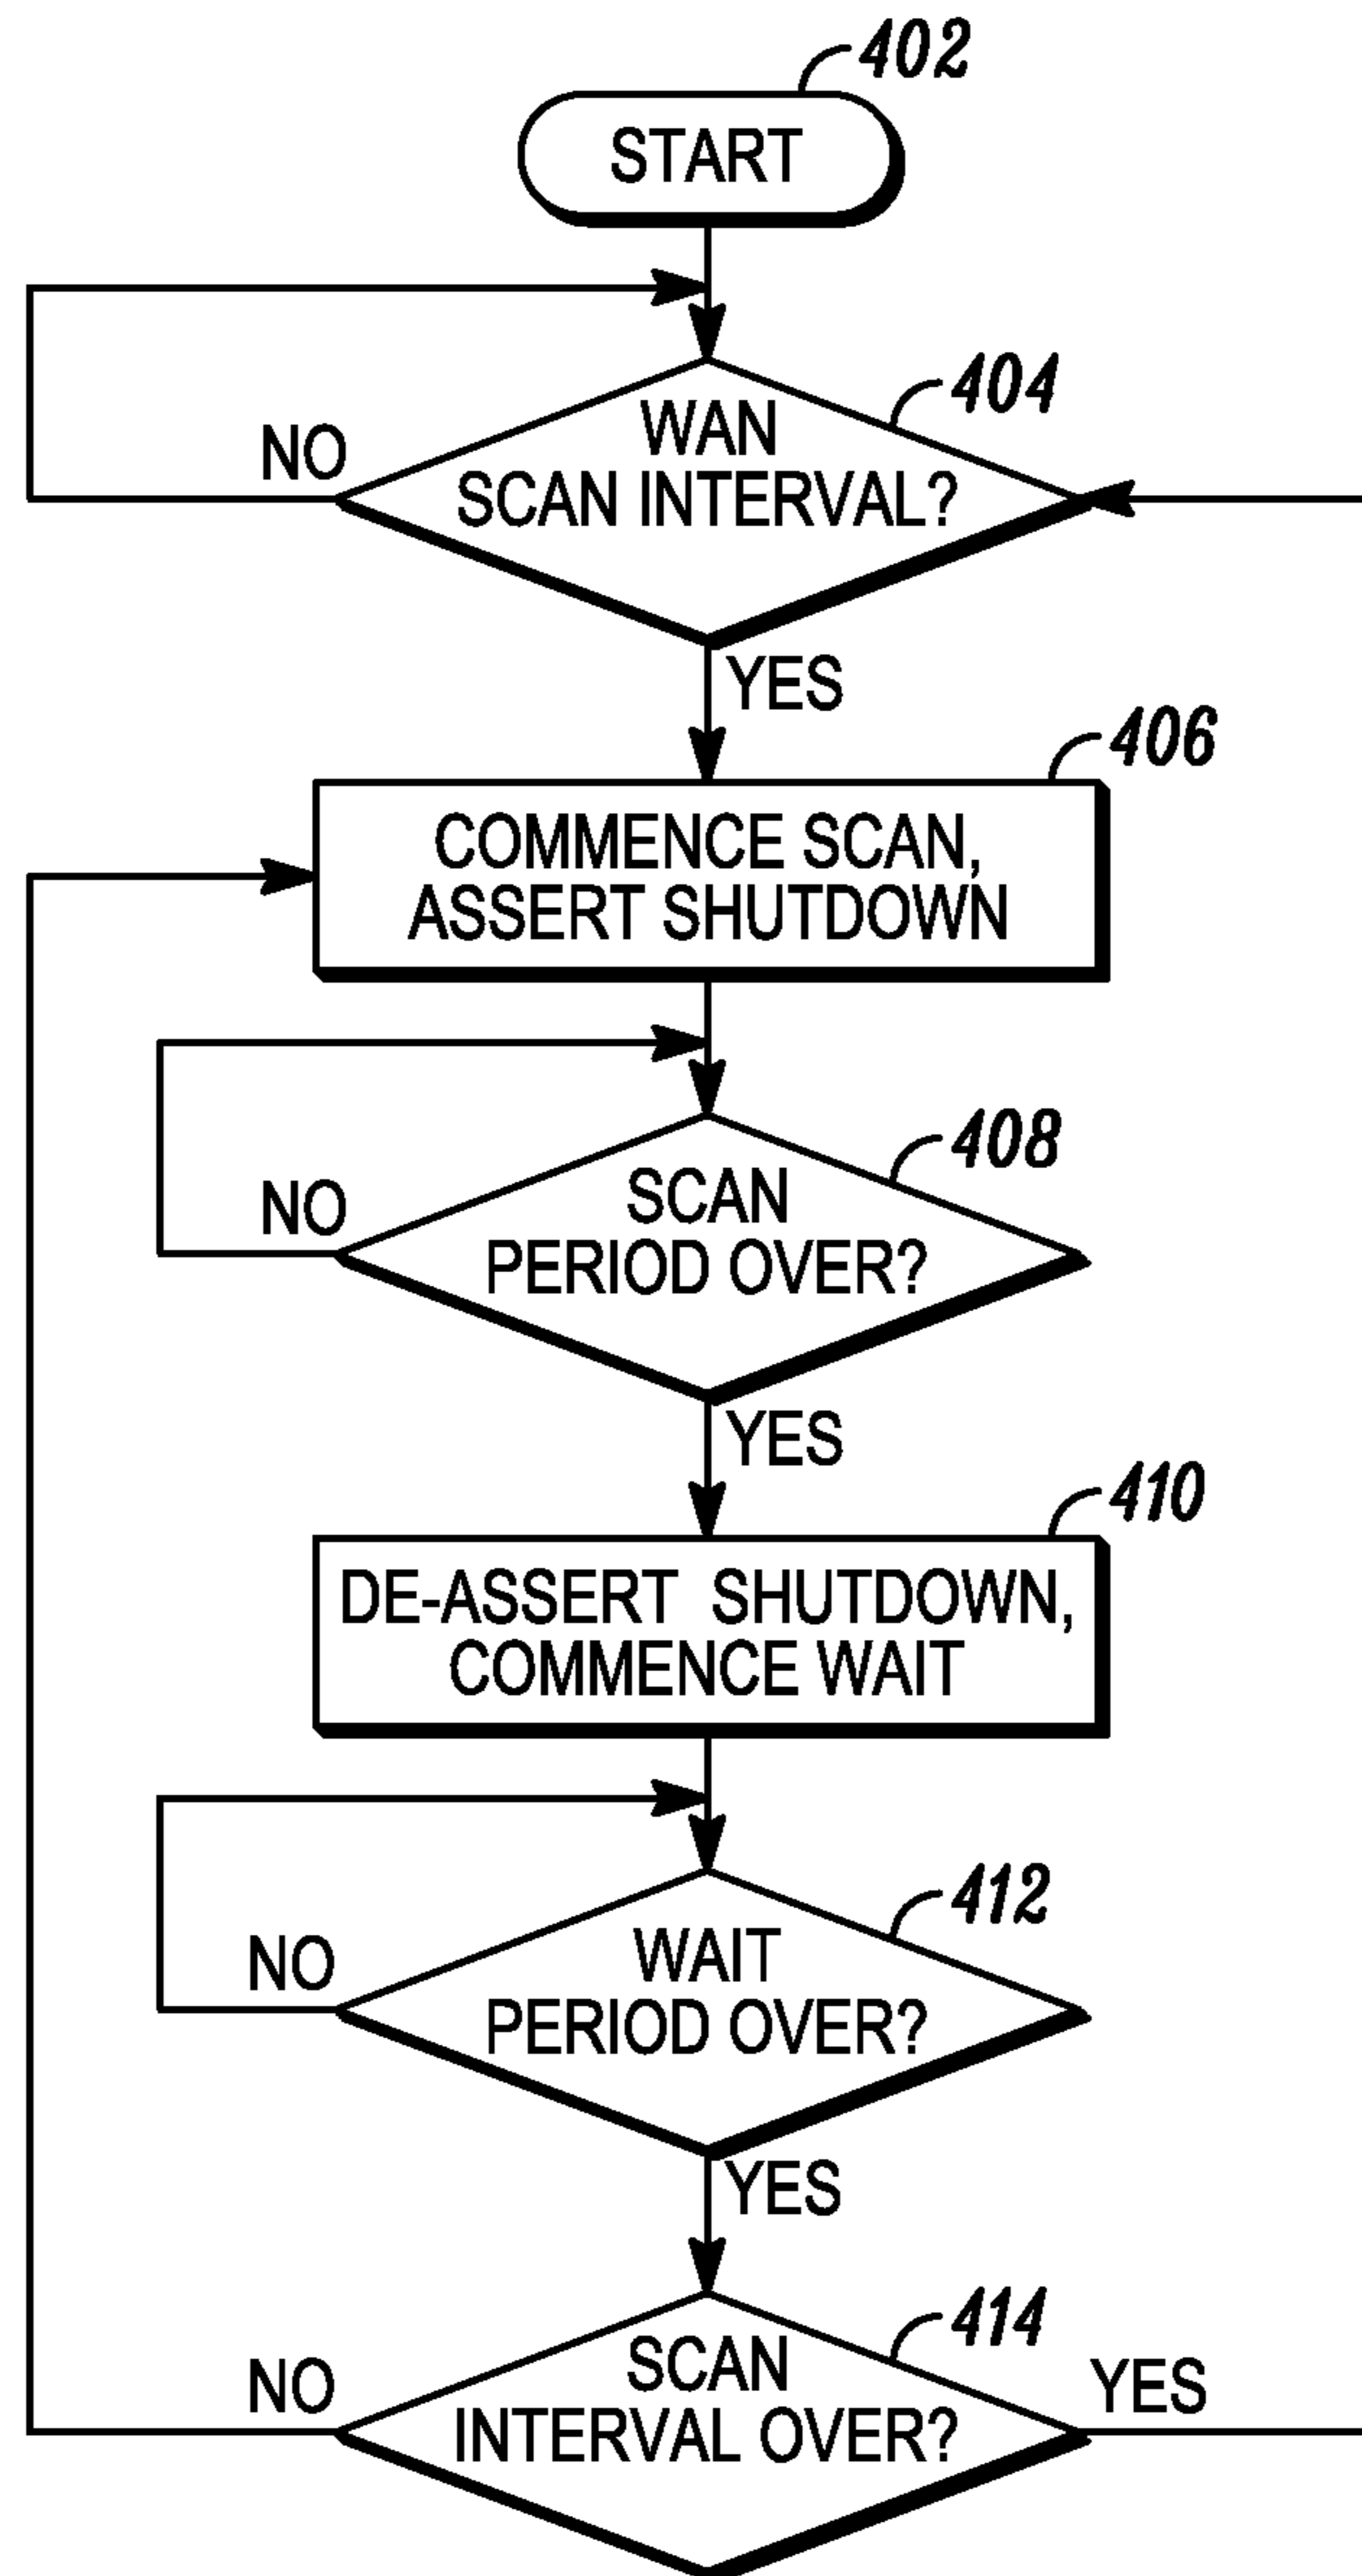 402
START
404
WAN
SCAN INTERVAL?
NO
YES
406
COMMENCE SCAN,
ASSERT SHUTDOWN
408
SCAN
PERIOD OVER?
NO
YES
410
DE-ASSERT SHUTDOWN,
COMMENCE WAIT
412
WAIT
PERIOD OVER?
NO
YES
414
SCAN
INTERVAL OVER?
NO
YES